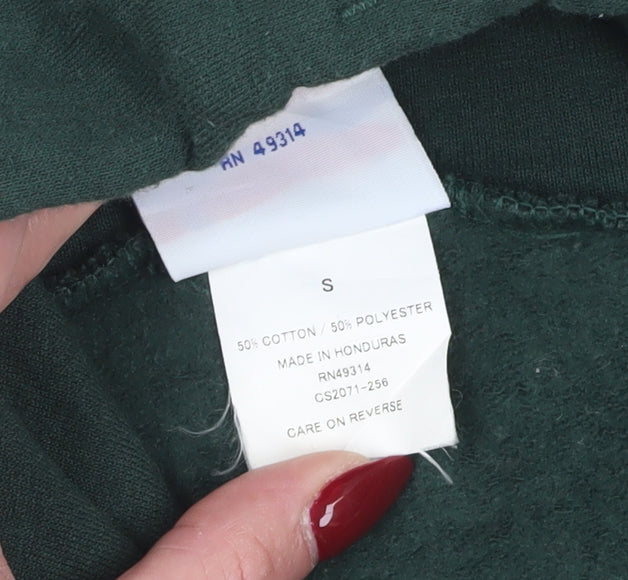 RN 49314
S
50% COTTON / 50% POLYESTER
MADE IN HONDURAS
RN49314
CS2071-256
CARE ON REVERSE